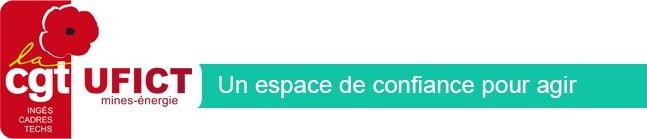 la
cgt
INGÉS
CADRES
TECHS
UFICT
mines-énergie
Un espace de confiance pour agir